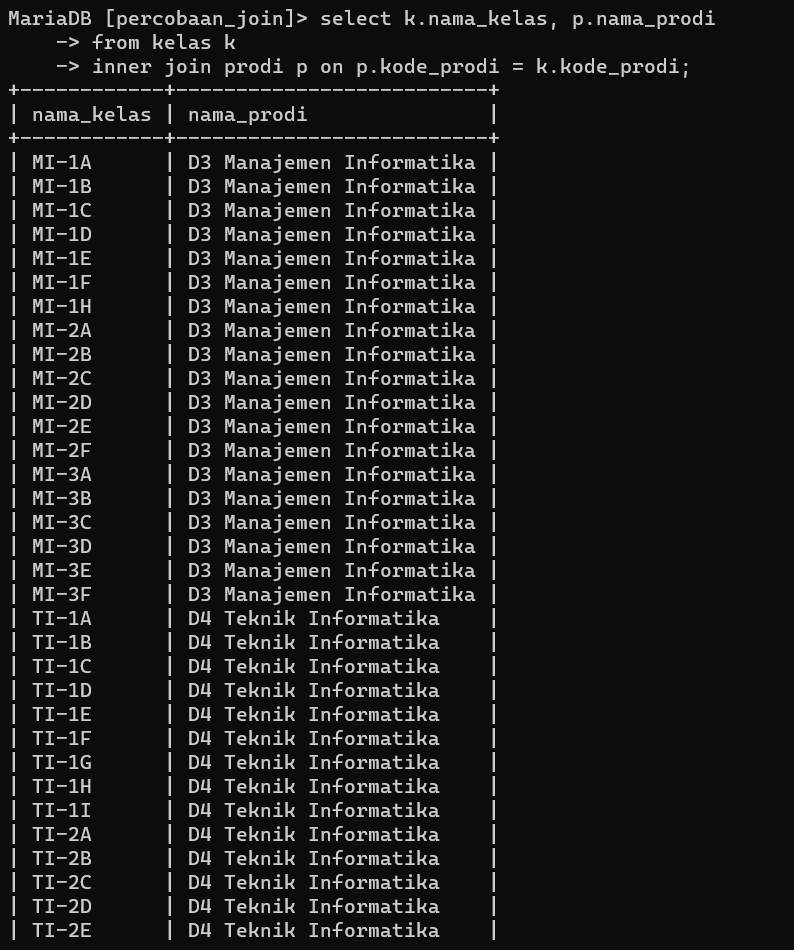 MariaDB [percobaan_join]> select k.nama_kelas, p.nama_prodi
    -> from kelas k
    -> inner join prodi p on p.kode_prodi = k.kode_prodi;
+------------+--------------------------+
| nama_kelas | nama_prodi               |
+------------+--------------------------+
| MI-1A      | D3 Manajemen Informatika |
| MI-1B      | D3 Manajemen Informatika |
| MI-1C      | D3 Manajemen Informatika |
| MI-1D      | D3 Manajemen Informatika |
| MI-1E      | D3 Manajemen Informatika |
| MI-1F      | D3 Manajemen Informatika |
| MI-1H      | D3 Manajemen Informatika |
| MI-2A      | D3 Manajemen Informatika |
| MI-2B      | D3 Manajemen Informatika |
| MI-2C      | D3 Manajemen Informatika |
| MI-2D      | D3 Manajemen Informatika |
| MI-2E      | D3 Manajemen Informatika |
| MI-2F      | D3 Manajemen Informatika |
| MI-3A      | D3 Manajemen Informatika |
| MI-3B      | D3 Manajemen Informatika |
| MI-3C      | D3 Manajemen Informatika |
| MI-3D      | D3 Manajemen Informatika |
| MI-3E      | D3 Manajemen Informatika |
| MI-3F      | D3 Manajemen Informatika |
| TI-1A      | D4 Teknik Informatika    |
| TI-1B      | D4 Teknik Informatika    |
| TI-1C      | D4 Teknik Informatika    |
| TI-1D      | D4 Teknik Informatika    |
| TI-1E      | D4 Teknik Informatika    |
| TI-1F      | D4 Teknik Informatika    |
| TI-1G      | D4 Teknik Informatika    |
| TI-1H      | D4 Teknik Informatika    |
| TI-1I      | D4 Teknik Informatika    |
| TI-2A      | D4 Teknik Informatika    |
| TI-2B      | D4 Teknik Informatika    |
| TI-2C      | D4 Teknik Informatika    |
| TI-2D      | D4 Teknik Informatika    |
| TI-2E      | D4 Teknik Informatika    |